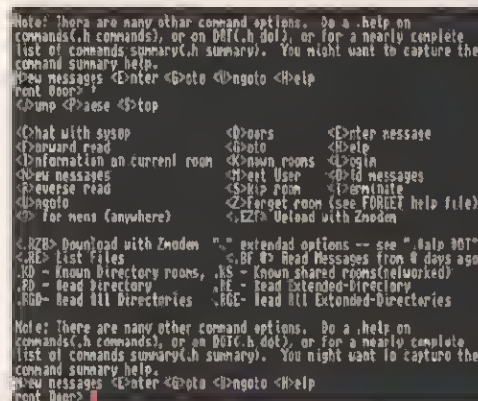 Note: There are many other command options. Do a .help on
commands(.h commands), or on DOT(.h dot), or for a nearly complete
list of commands summary(.h summary). You might want to capture the
command summary help.
<N>ew messages <E>nter <G>oto <U>ngoto <H>elp
ront Door> ?
<J>ump <P>aese <S>top
<C>hat with sysop <D>oors <E>nter message
<F>orward read <G>oto <H>elp
<I>nformation on current room <K>nown rooms <L>ogin
<N>ew messages <N>ext User <O>ld messages
<R>everse read <S>kip room <T>erminate
<U>ngoto <Z>forget room (see FORGET help file)
<?> for menu (anywhere) <.EZ?> Upload with Zmodem
<.RZB> Download with Zmodem "." extended options -- see ".Help DOT"
<.RE> List Files <.BF #> Read Messages from # days ago
.KD - Known Directory rooms, .KS - Known shared rooms(networked)
.RD - Read Directory .RE - Read Extended-Directory
.RGD- Read All Directories .RGE- Read All Extended-Directories
Note: There are many other command options. Do a .help on
commands(.h commands), or on DOT(.h dot), or for a nearly complete
list of commands summary(.h summary). You might want to capture the
command summary help.
<N>ew messages <E>nter <G>oto <U>ngoto <H>elp
ront Door>